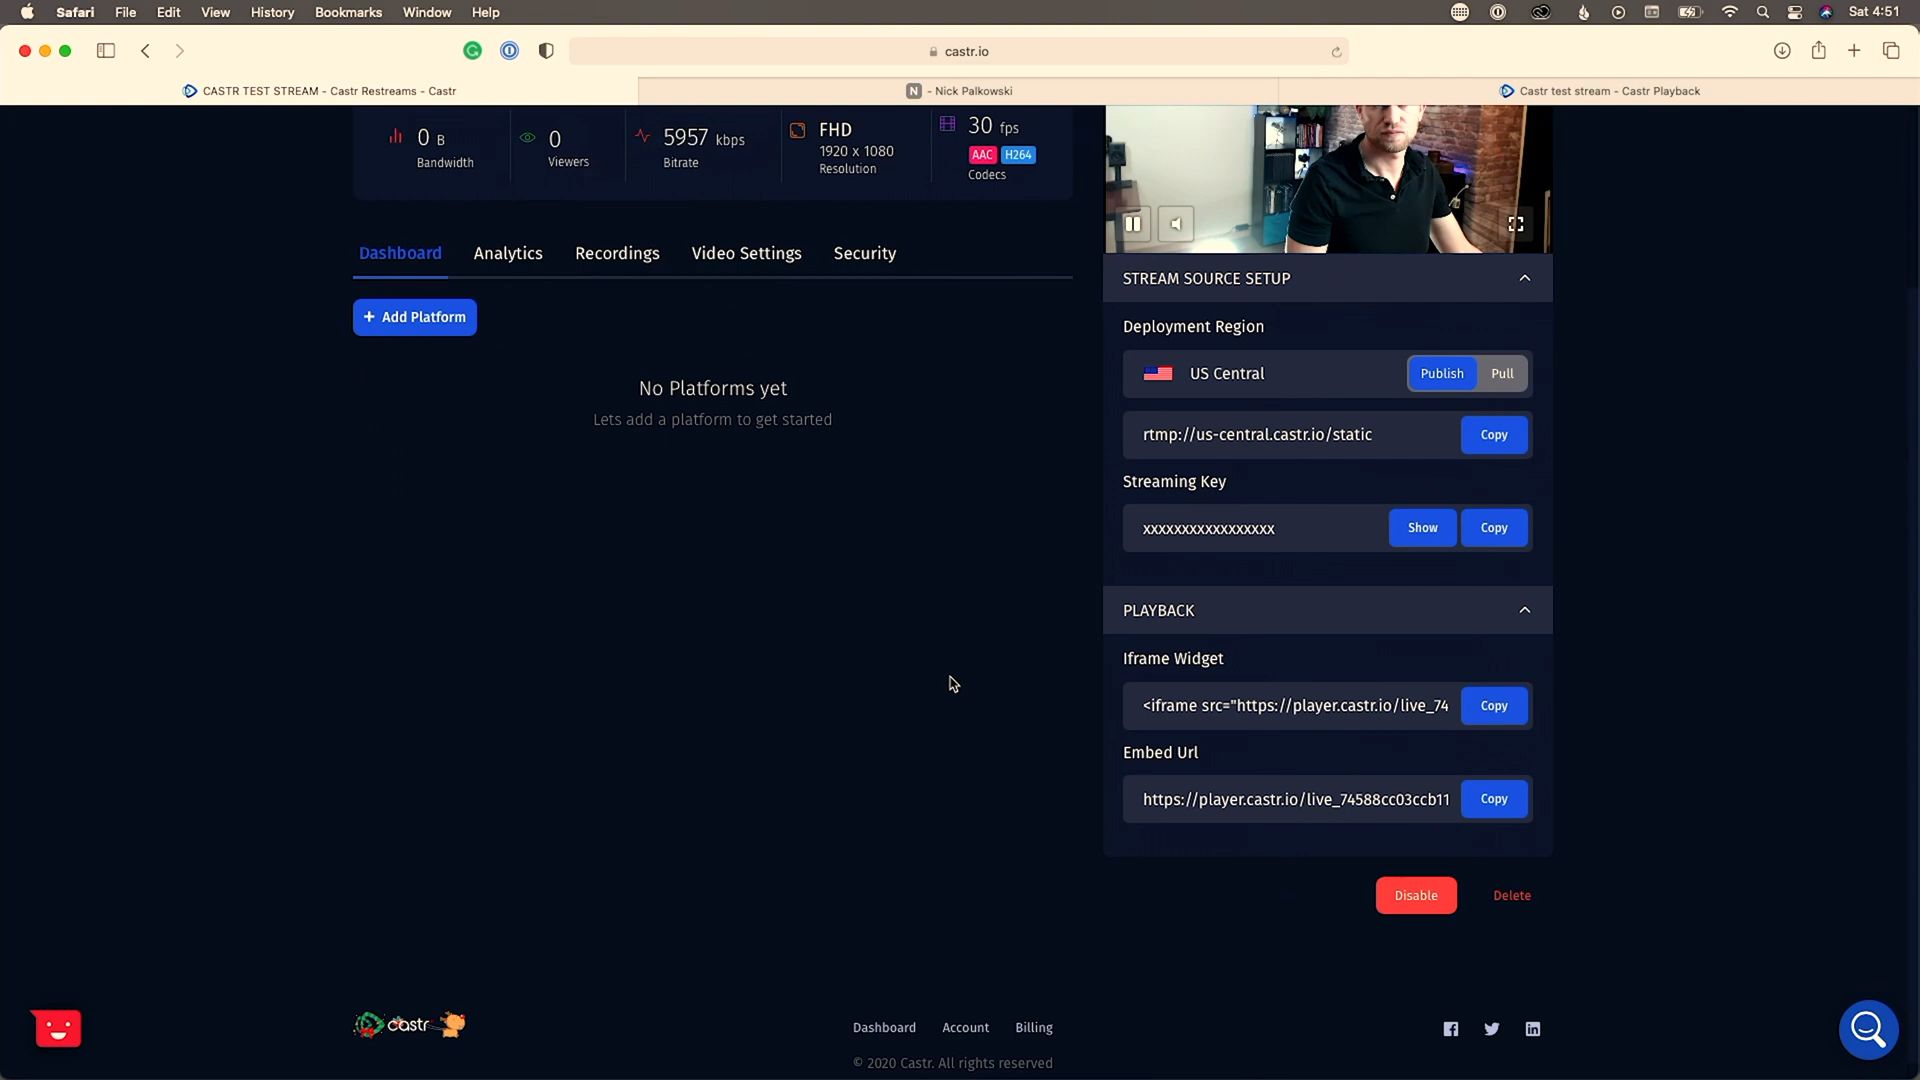 Safari File Edit View History Bookmarks Window Help Sat 4:51
castr.io
CASTR TEST STREAM - Castr Restreams - Castr
N - Nick Palkowski
Castr test stream - Castr Playback
0 B
Bandwidth
0
Viewers
5957 kbps
Bitrate
FHD
1920 x 1080
Resolution
30 fps
AAC H264
Codecs
Dashboard Analytics Recordings Video Settings Security
+ Add Platform
No Platforms yet
Lets add a platform to get started
STREAM SOURCE SETUP
Deployment Region
US Central Publish Pull
rtmp://us-central.castr.io/static Copy
Streaming Key
xxxxxxxxxxxxxxxxx Show Copy
PLAYBACK
Iframe Widget
<iframe src="https://player.castr.io/live_74 Copy
Embed Url
https://player.castr.io/live_74588cc03ccb11 Copy
Disable Delete
castr
Dashboard Account Billing
© 2020 Castr. All rights reserved